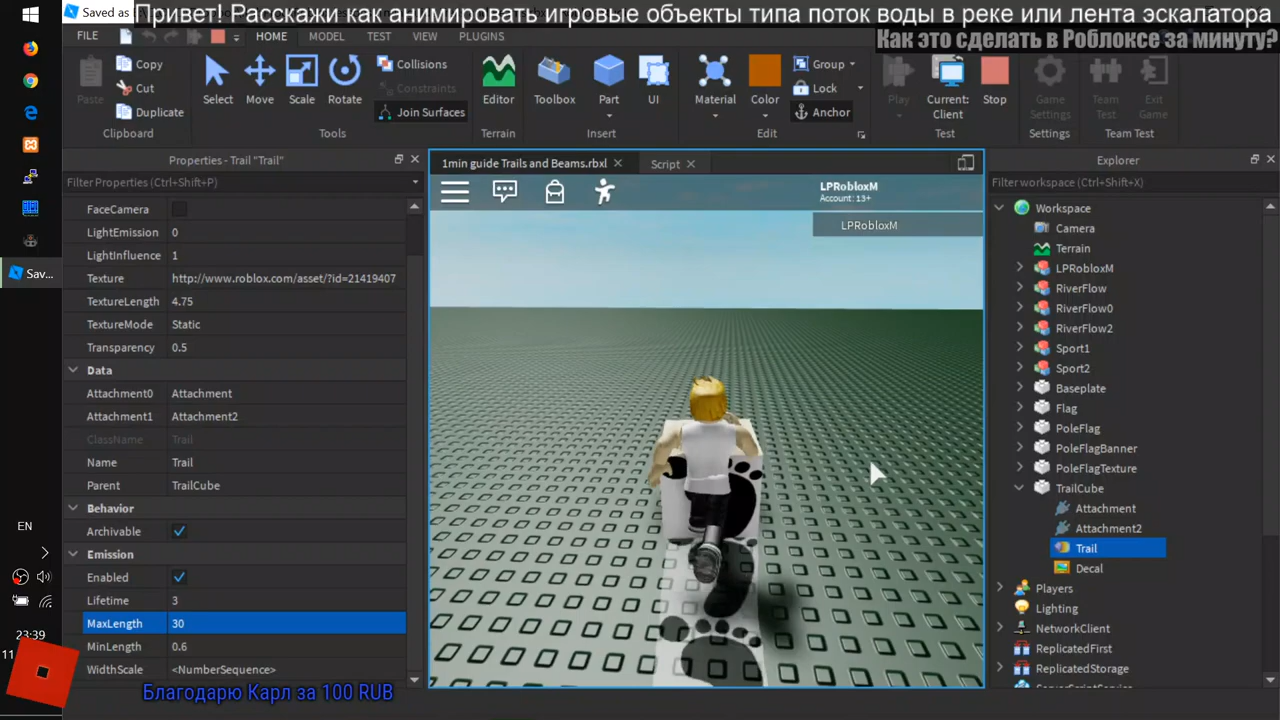 Saved as
Привет! Расскажи как анимировать игровые объекты типа поток воды в реке или лента эскалатора
Как это сделать в Роблоксе за минуту?
FILE HOME MODEL TEST VIEW PLUGINS
Paste Copy Cut Duplicate
Clipboard
Select Move Scale Rotate
Collisions
Constraints
Join Surfaces
Tools
Editor
Terrain
Toolbox Part UI
Insert
Material Color
Group
Lock
Anchor
Edit
Play
Current: Client
Stop
Test
Game Settings
Settings
Team Test
Exit Game
Team Test
Properties - Trail "Trail"
Filter Properties (Ctrl+Shift+P)
FaceCamera
LightEmission 0
LightInfluence 1
Texture http://www.roblox.com/asset/?id=21419407
TextureLength 4.75
TextureMode Static
Transparency 0.5
Data
Attachment0 Attachment
Attachment1 Attachment2
ClassName Trail
Name Trail
Parent TrailCube
Behavior
Archivable
Emission
Enabled
Lifetime 3
MaxLength 30
MinLength 0.6
WidthScale <NumberSequence>
1min guide Trails and Beams.rbxl
Script
LPRobloxM
Account: 13+
LPRobloxM
Explorer
Filter workspace (Ctrl+Shift+X)
Workspace
Camera
Terrain
LPRobloxM
RiverFlow
RiverFlow0
RiverFlow2
Sport1
Sport2
Baseplate
Flag
PoleFlag
PoleFlagBanner
PoleFlagTexture
TrailCube
Attachment
Attachment2
Trail
Decal
Players
Lighting
NetworkClient
ReplicatedFirst
ReplicatedStorage
Sav...
EN
23:39
11
Благодарю Карл за 100 RUB